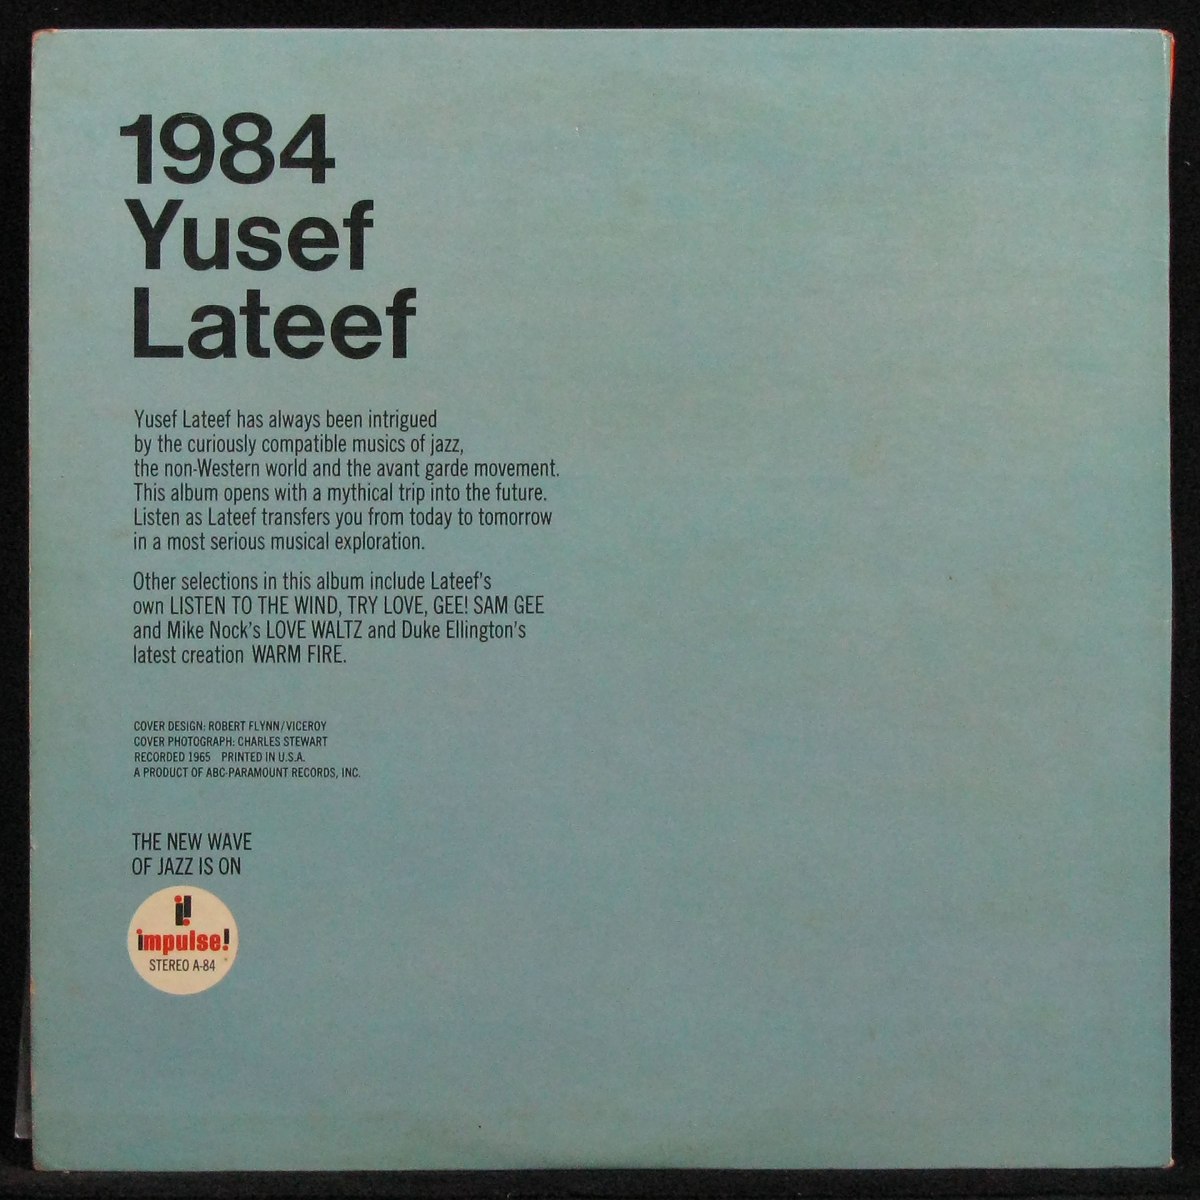 1984
Yusef
Lateef
Yusef Lateef has always been intrigued
by the curiously compatible musics of jazz,
the non-Western world and the avant garde movement.
This album opens with a mythical trip into the future.
Listen as Lateef transfers you from today to tomorrow
in a most serious musical exploration.
Other selections in this album include Lateef's
own LISTEN TO THE WIND, TRY LOVE, GEE! SAM GEE
and Mike Nock's LOVE WALTZ and Duke Ellington's
latest creation WARM FIRE.
COVER DESIGN: ROBERT FLYNN/VICEROY
COVER PHOTOGRAPH: CHARLES STEWART
RECORDED 1965 PRINTED IN U.S.A.
A PRODUCT OF ABC-PARAMOUNT RECORDS, INC.
THE NEW WAVE
OF JAZZ IS ON
i!
impulse!
STEREO A-84